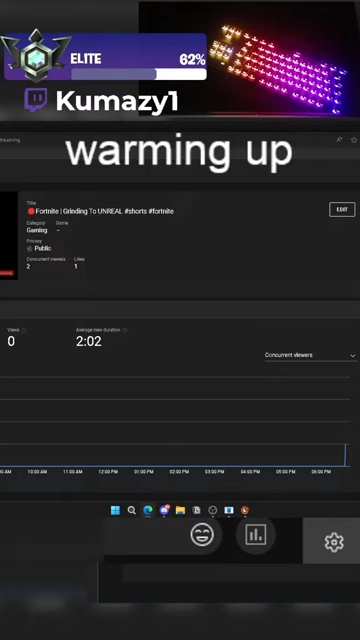 ELITE
62%
Kumazy1
streaming
warming up
Title
🔴Fortnite | Grinding To UNREAL #shorts #fortnite
EDIT
Category
Game
Gaming
–
Privacy
Public
Concurrent viewers
Likes
2
1
Views
Average view duration
0
2:02
Concurrent viewers
00 AM
10:00 AM
11:00 AM
12:00 PM
01:00 PM
02:00 PM
03:00 PM
04:00 PM
05:00 PM
06:00 PM